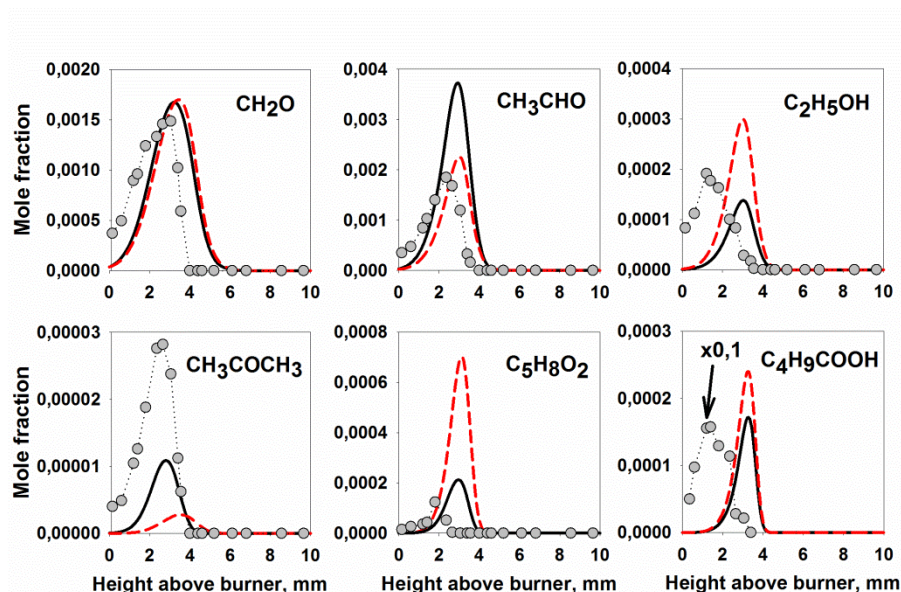 0,0020
0,0015
0,0010
0,0005
0,0000
0 2 4 6 8 10
CH₂O
Mole fraction
0,004
0,003
0,002
0,001
0,000
0 2 4 6 8 10
CH₃CHO
0,0004
0,0003
0,0002
0,0001
0,0000
0 2 4 6 8 10
C₂H₅OH
0,00003
0,00002
0,00001
0,00000
0 2 4 6 8 10
CH₃COCH₃
Mole fraction
Height above burner, mm
0,0008
0,0006
0,0004
0,0002
0,0000
0 2 4 6 8 10
C₅H₈O₂
Height above burner, mm
0,0002
0,0001
0,0000
0 2 4 6 8 10
x0,1
C₄H₉COOH
Height above burner, mm